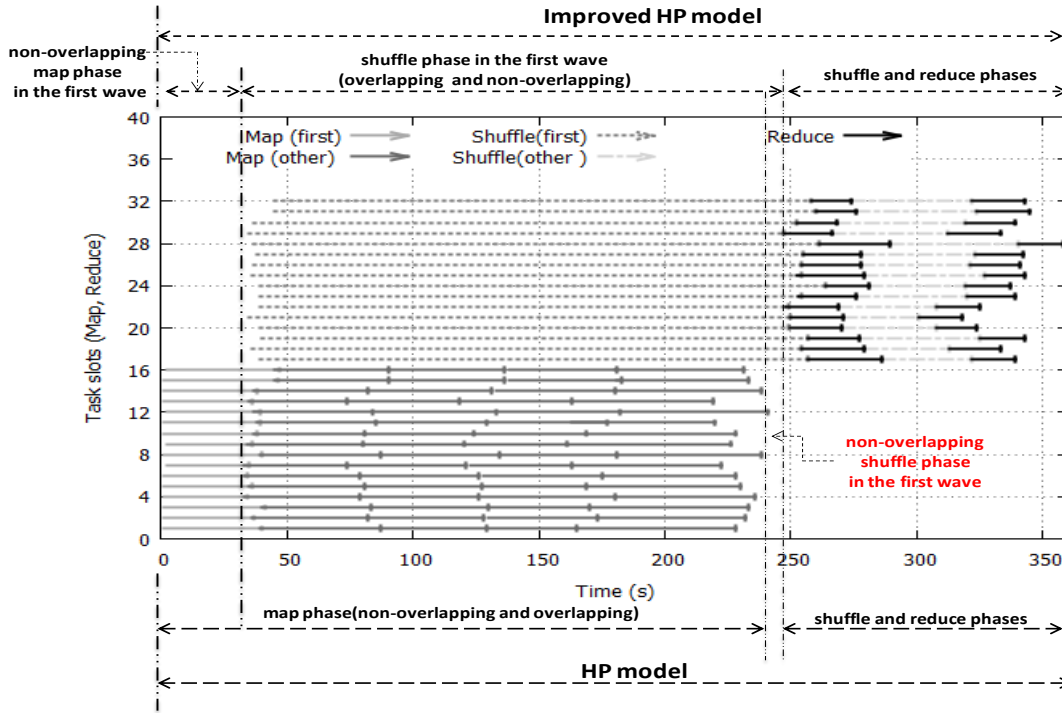 Improved HP model
non-overlapping
map phase
in the first wave
shuffle phase in the first wave
(overlapping and non-overlapping)
shuffle and reduce phases
Map (first)
Map (other)
Shuffle(first)
Shuffle(other )
Reduce
Task slots (Map, Reduce)
40
36
32
28
24
20
16
12
8
4
0
non-overlapping
shuffle phase
in the first wave
0
50
100
150
200
250
300
350
Time (s)
map phase(non-overlapping and overlapping)
shuffle and reduce phases
HP model